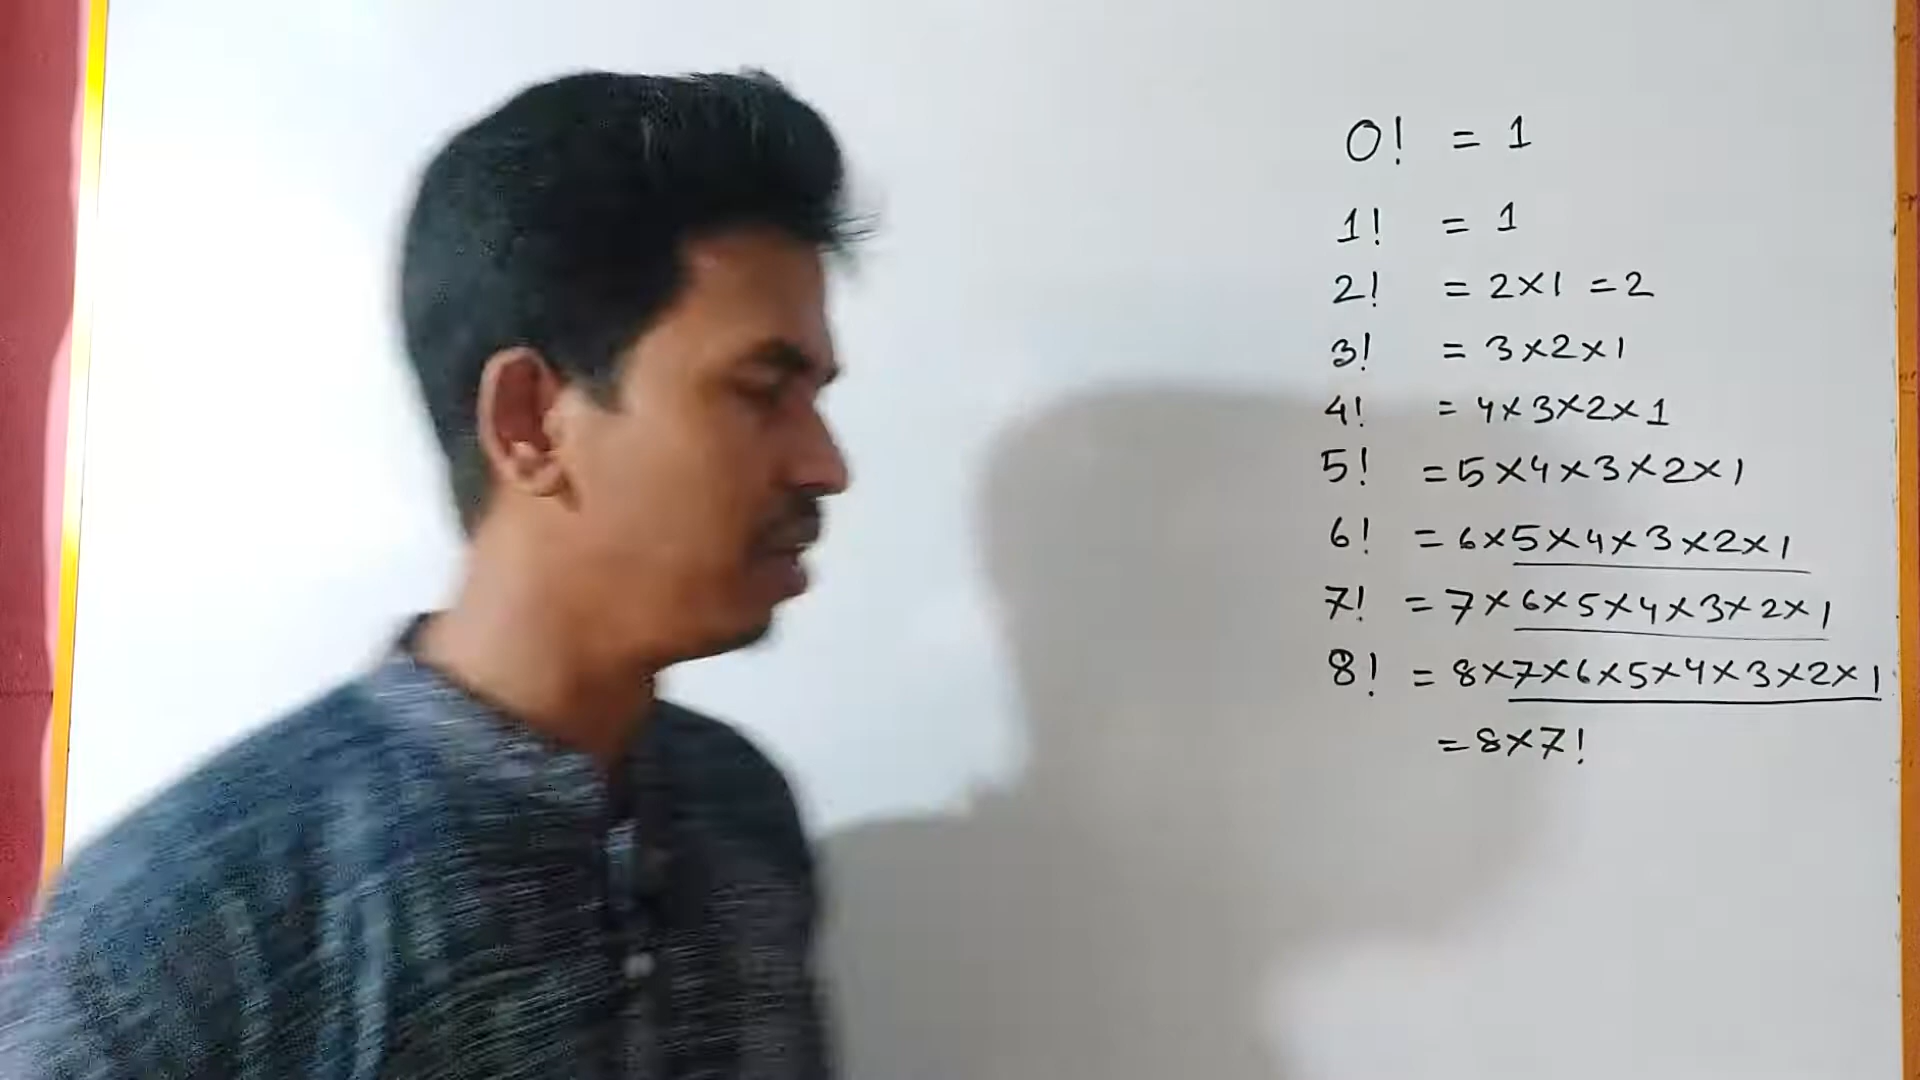 0! = 1
1! = 1
2! = 2×1 = 2
3! = 3×2×1
4! = 4×3×2×1
5! = 5×4×3×2×1
6! = 6×5×4×3×2×1
7! = 7×6×5×4×3×2×1
8! = 8×7×6×5×4×3×2×1
= 8×7!